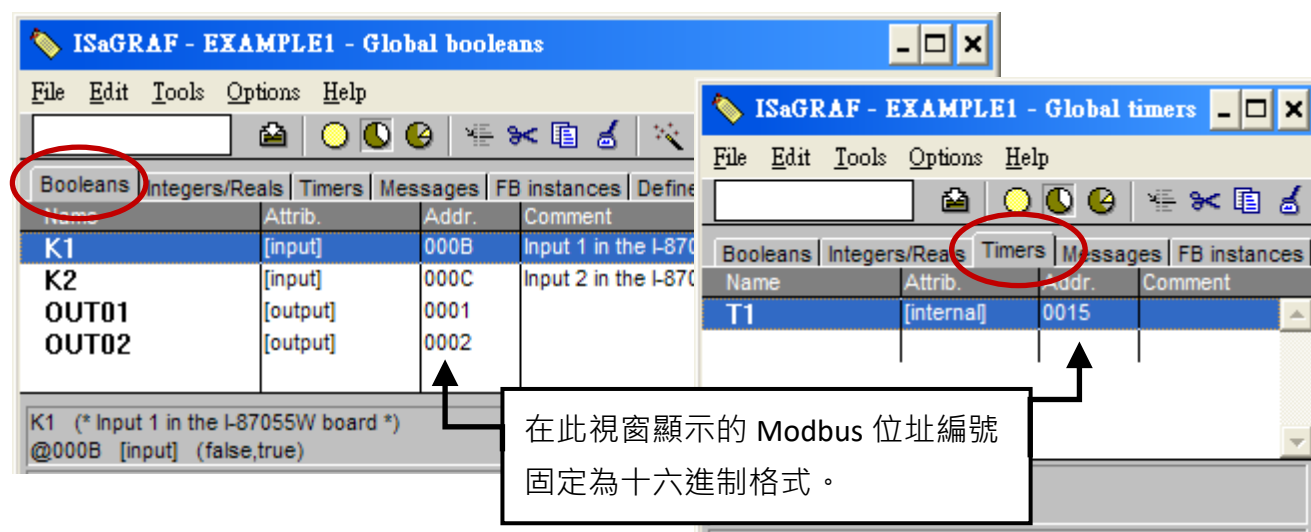 ISaGRAF - EXAMPLE1 - Global booleans
File Edit Tools Options Help
Booleans Integers/Reals Timers Messages FB instances Define
Name Attrib. Addr. Comment
K1 [input] 000B Input 1 in the I-870
K2 [input] 000C Input 2 in the I-870
OUT01 [output] 0001
OUT02 [output] 0002
K1 (* Input 1 in the I-87055W board *)
@000B [input] (false,true)
ISaGRAF - EXAMPLE1 - Global timers
File Edit Tools Options Help
Booleans Integers/Reals Timers Messages FB instances
Name Attrib. Addr. Comment
T1 [internal] 0015
在此視窗顯示的 Modbus 位址編號
固定為十六進制格式。